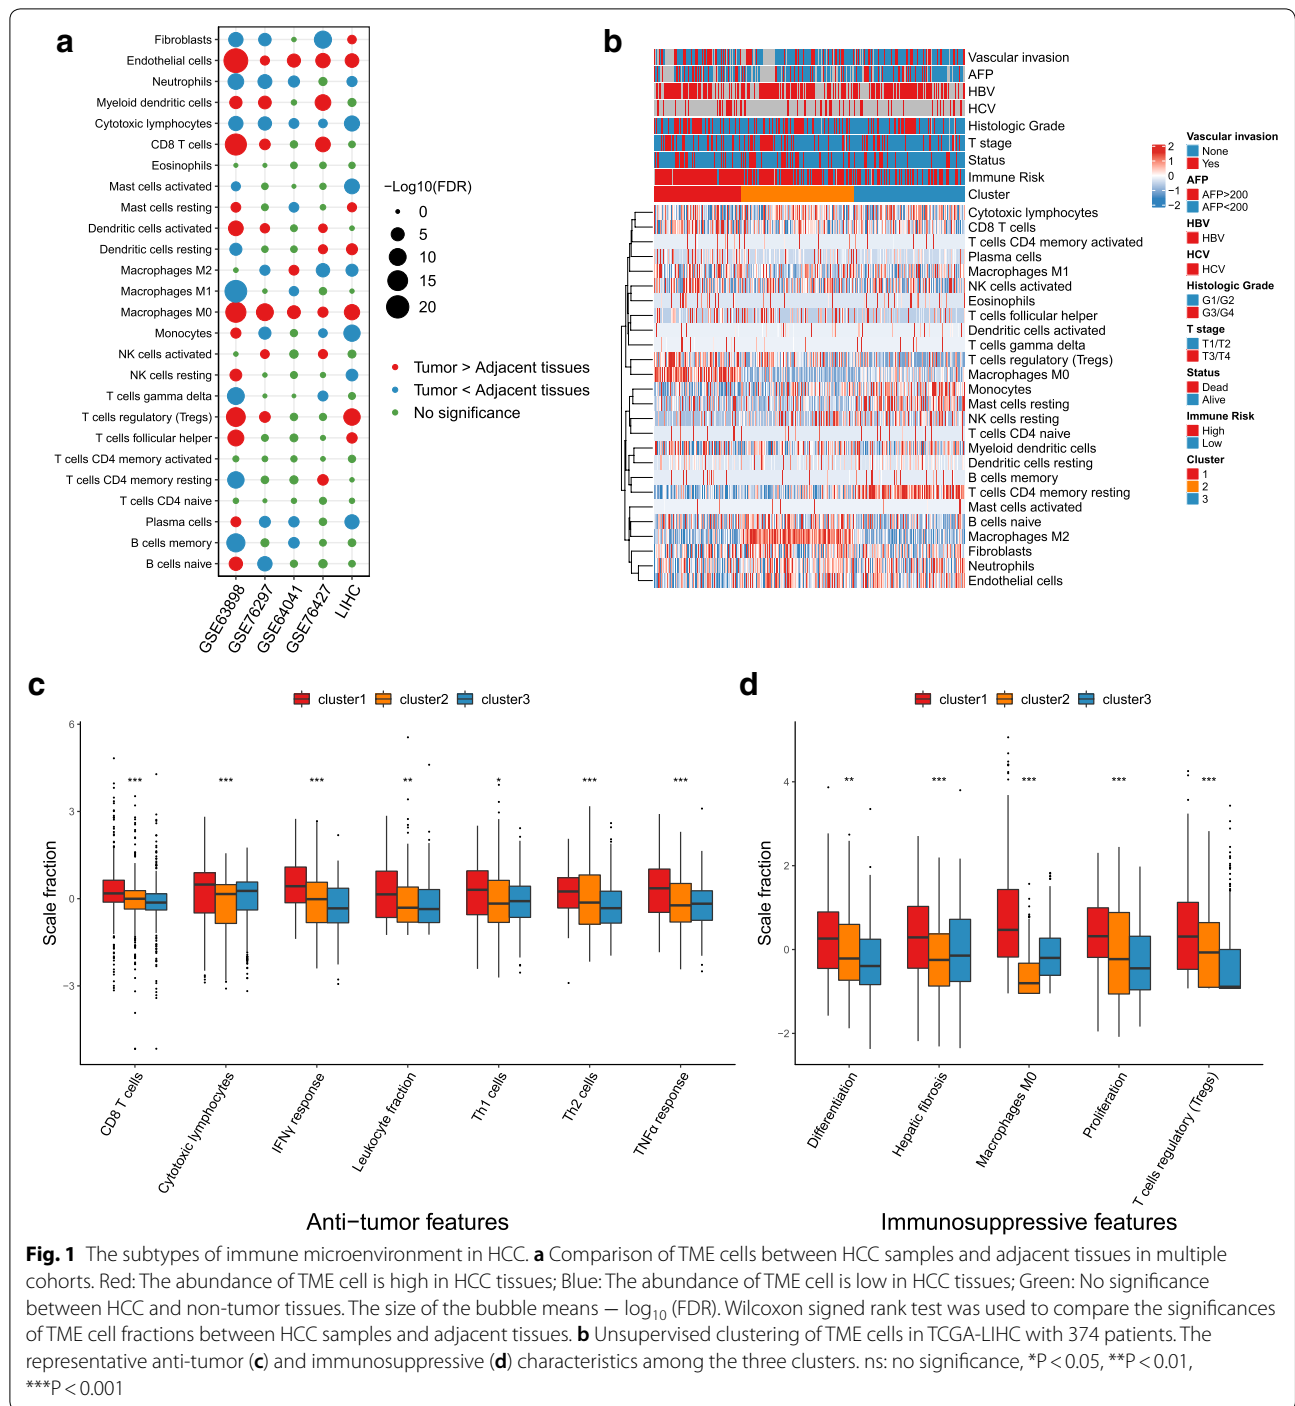 a
Fibroblasts
Endothelial cells
Neutrophils
Myeloid dendritic cells
Cytotoxic lymphocytes
CD8 T cells
Eosinophils
Mast cells activated
Mast cells resting
Dendritic cells activated
Dendritic cells resting
Macrophages M2
Macrophages M1
Macrophages M0
Monocytes
NK cells activated
NK cells resting
T cells gamma delta
T cells regulatory (Tregs)
T cells follicular helper
T cells CD4 memory activated
T cells CD4 memory resting
T cells CD4 naive
Plasma cells
B cells memory
B cells naive
GSE63898
GSE76297
GSE64041
GSE76427
LIHC
−Log10(FDR)
0
5
10
15
20
Tumor > Adjacent tissues
Tumor < Adjacent tissues
No significance
b
Vascular invasion
AFP
HBV
HCV
Histologic Grade
T stage
Status
Immune Risk
Cluster
Cytotoxic lymphocytes
CD8 T cells
T cells CD4 memory activated
Plasma cells
Macrophages M1
NK cells activated
Eosinophils
T cells follicular helper
Dendritic cells activated
T cells gamma delta
T cells regulatory (Tregs)
Macrophages M0
Monocytes
Mast cells resting
NK cells resting
T cells CD4 naive
Myeloid dendritic cells
Dendritic cells resting
B cells memory
T cells CD4 memory resting
Mast cells activated
B cells naive
Macrophages M2
Fibroblasts
Neutrophils
Endothelial cells
2
1
0
−1
−2
Vascular invasion
None
Yes
AFP
AFP>200
AFP<200
HBV
HBV
HCV
HCV
Histologic Grade
G1/G2
G3/G4
T stage
T1/T2
T3/T4
Status
Dead
Alive
Immune Risk
High
Low
Cluster
1
2
3
c
cluster1 cluster2 cluster3
Scale fraction
6
3
0
−3
*** *** *** ** * *** ***
CD8 T cells
Cytotoxic lymphocytes
IFNγ response
Leukocyte fraction
Th1 cells
Th2 cells
TNFα response
Anti−tumor features
d
cluster1 cluster2 cluster3
Scale fraction
4
2
0
−2
** *** *** *** ***
Differentiation
Hepatic fibrosis
Macrophages M0
Proliferation
T cells regulatory (Tregs)
Immunosuppressive features
Fig. 1 The subtypes of immune microenvironment in HCC. a Comparison of TME cells between HCC samples and adjacent tissues in multiple
cohorts. Red: The abundance of TME cell is high in HCC tissues; Blue: The abundance of TME cell is low in HCC tissues; Green: No significance
between HCC and non-tumor tissues. The size of the bubble means − log10 (FDR). Wilcoxon signed rank test was used to compare the significances
of TME cell fractions between HCC samples and adjacent tissues. b Unsupervised clustering of TME cells in TCGA-LIHC with 374 patients. The
representative anti-tumor (c) and immunosuppressive (d) characteristics among the three clusters. ns: no significance, *P < 0.05, **P < 0.01,
***P < 0.001